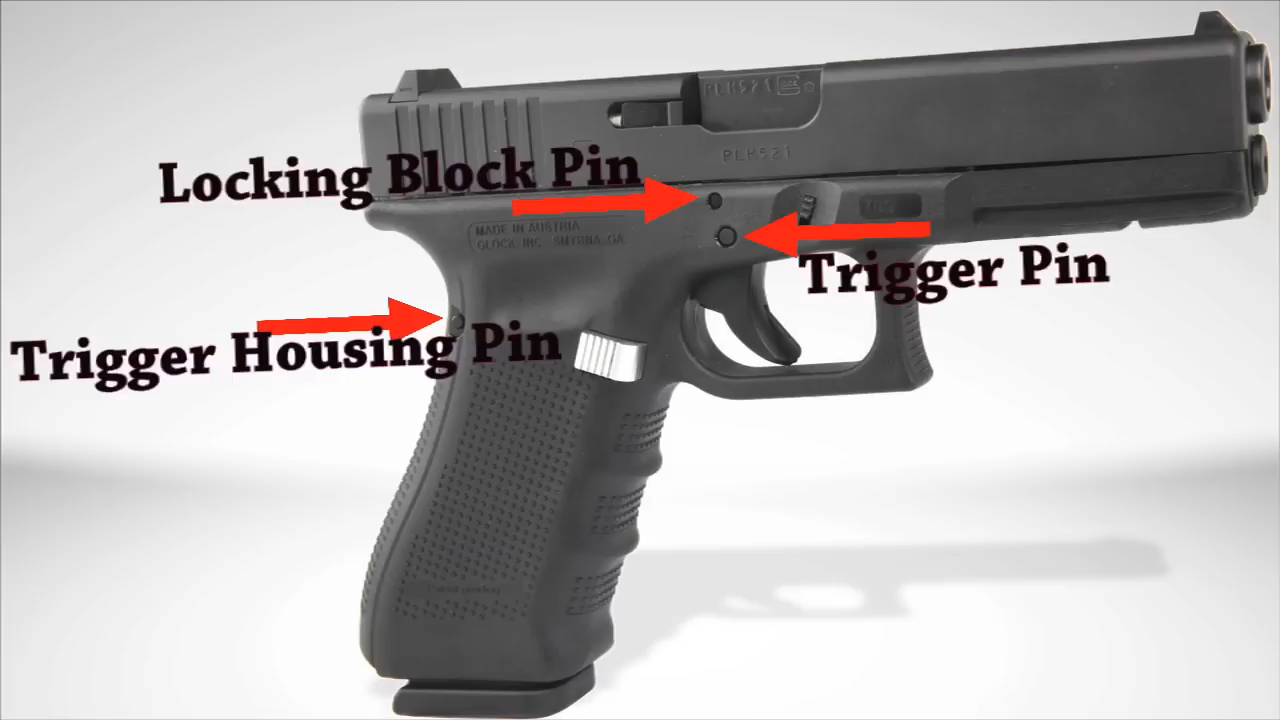 PLH521
PLH521
Locking Block Pin
MADE IN AUSTRIA
GLOCK, INC. SMYRNA, GA.
Trigger Pin
Trigger Housing Pin